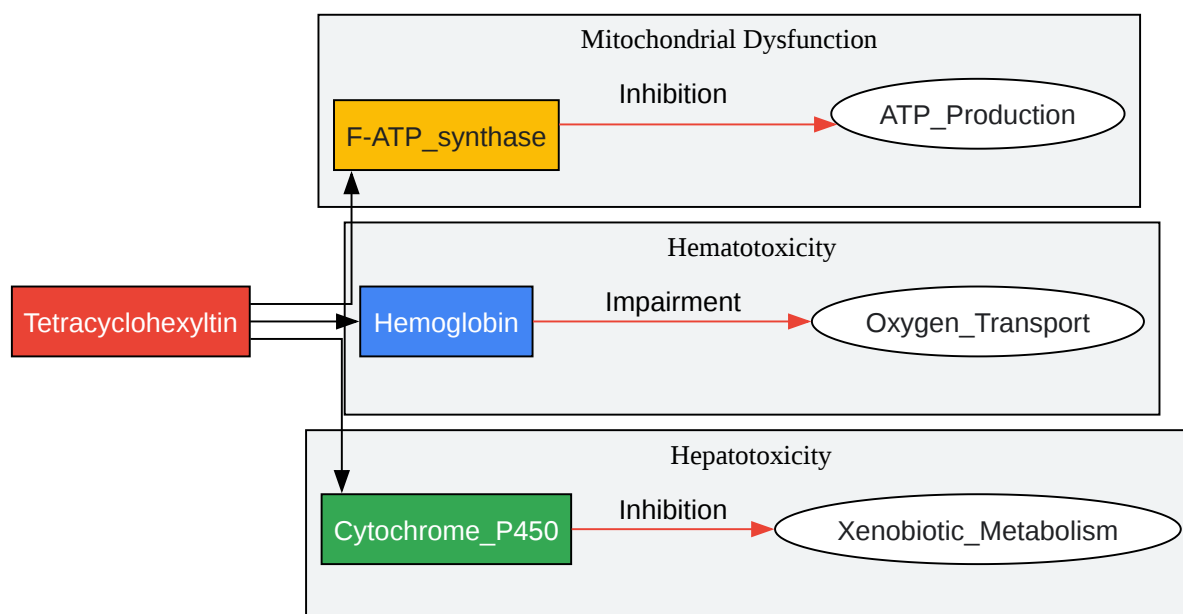 Mitochondrial Dysfunction
Inhibition
F-ATP_synthase
ATP_Production
Hematotoxicity
Impairment
Tetracyclohexyltin
Hemoglobin
Oxygen_Transport
Hepatotoxicity
Inhibition
Cytochrome_P450
Xenobiotic_Metabolism